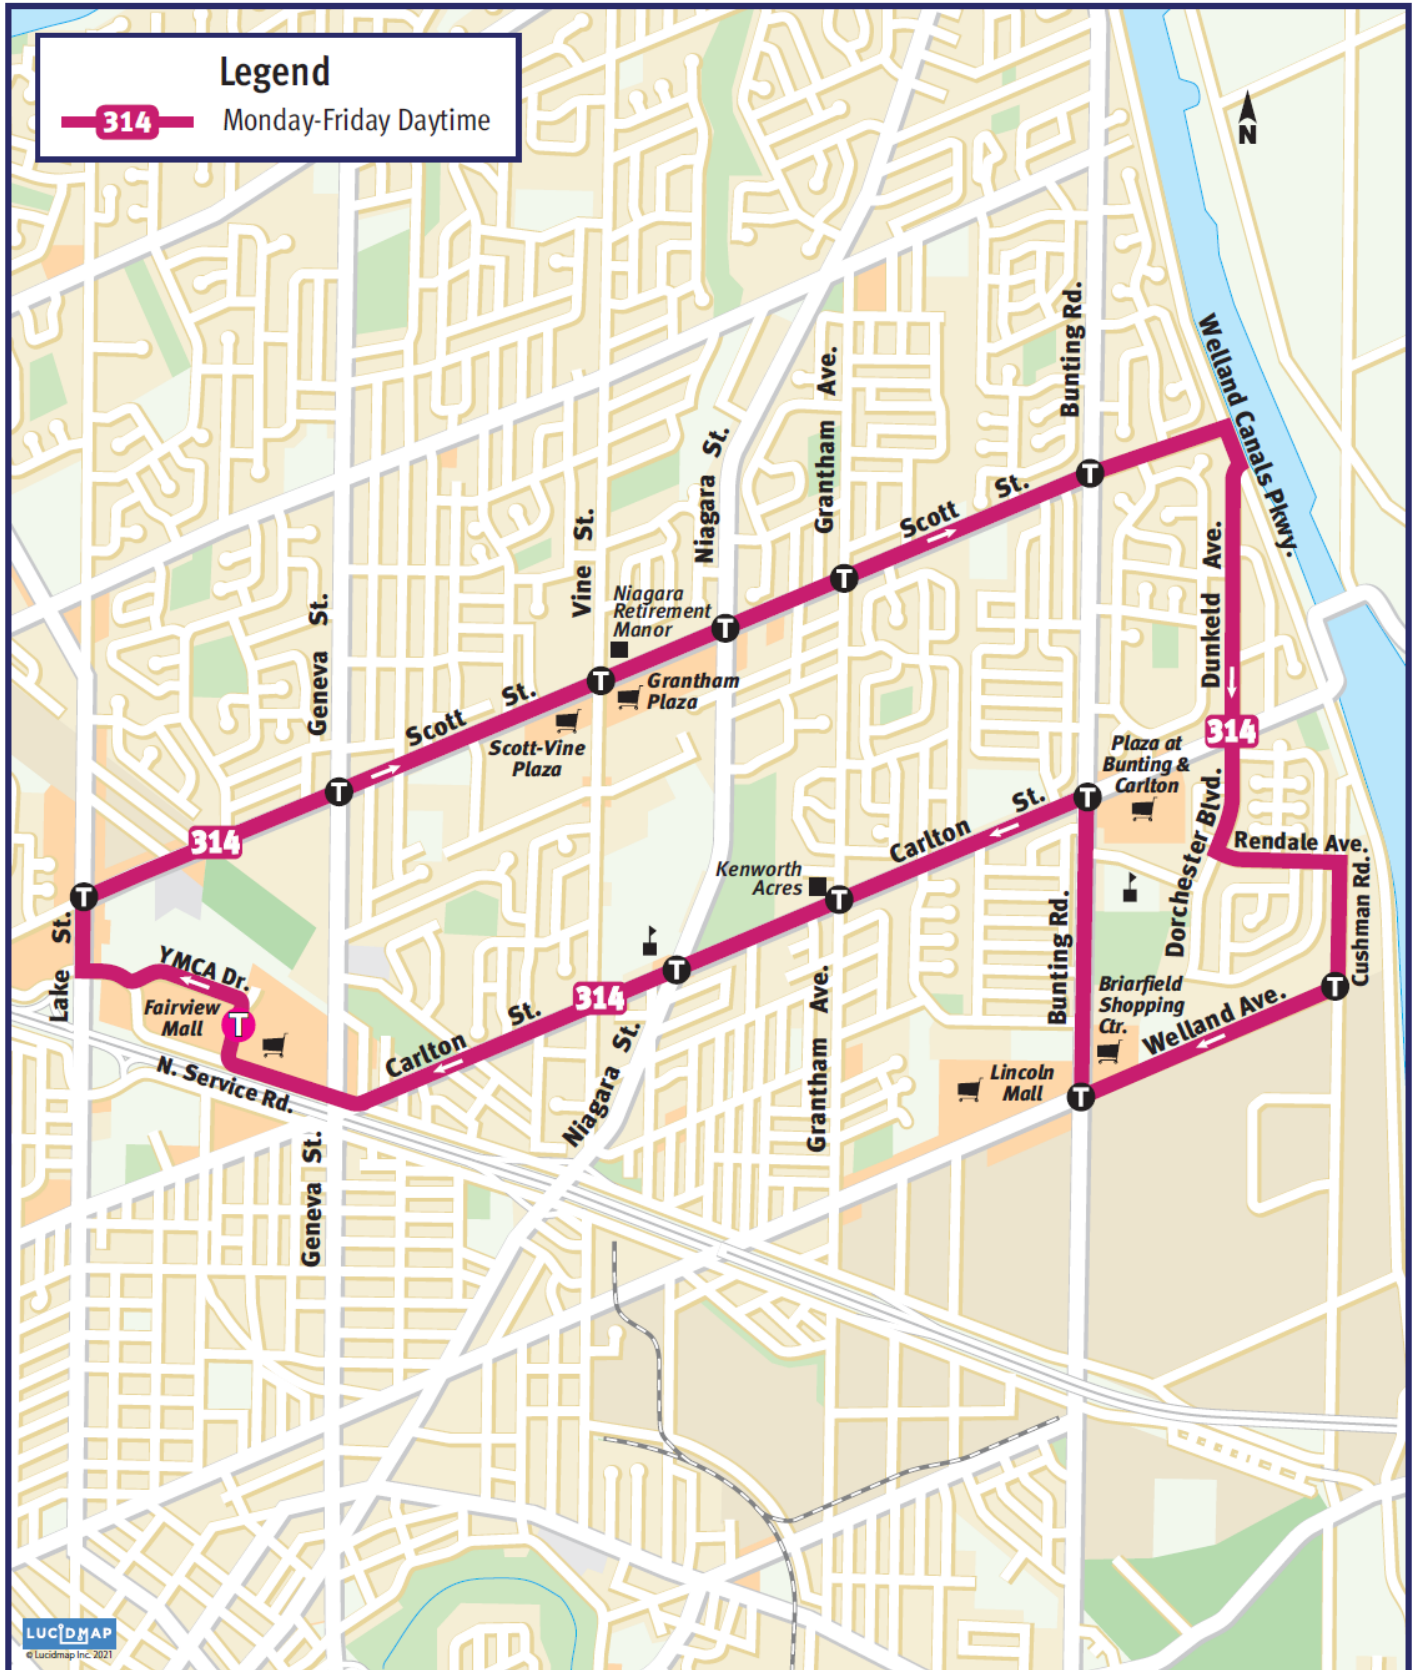 Legend
314 Monday-Friday Daytime
N
Welland Canals Pkwy.
Bunting Rd.
Grantham Ave.
Niagara St.
Vine St.
Scott St.
T
T
T
T
T
T
Niagara
Retirement
Manor
Grantham
Plaza
Scott-Vine
Plaza
Geneva St.
Scott St.
Dunkeld Ave.
314
314
Plaza at
Bunting &
Carlton
T
Carlton St.
Dorchester Blvd.
Rendale Ave.
Cushman Rd.
Kenworth
Acres
T
T
T
Lake St.
YMCA Dr.
Fairview
Mall
T
N. Service Rd.
314
Carlton St.
Niagara St.
Grantham Ave.
Bunting Rd.
Briarfield
Shopping
Ctr.
Welland Ave.
Lincoln
Mall
T
Geneva St.
LUCIDMAP
© Lucidmap Inc. 2021